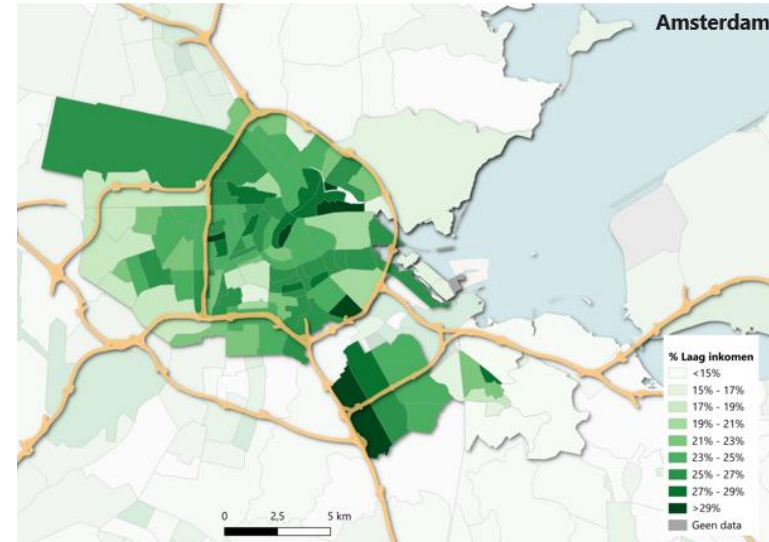 Amsterdam
% Laag inkomen
<15%
15% - 17%
17% - 19%
19% - 21%
21% - 23%
23% - 25%
25% - 27%
27% - 29%
>29%
Geen data
0 2,5 5 km